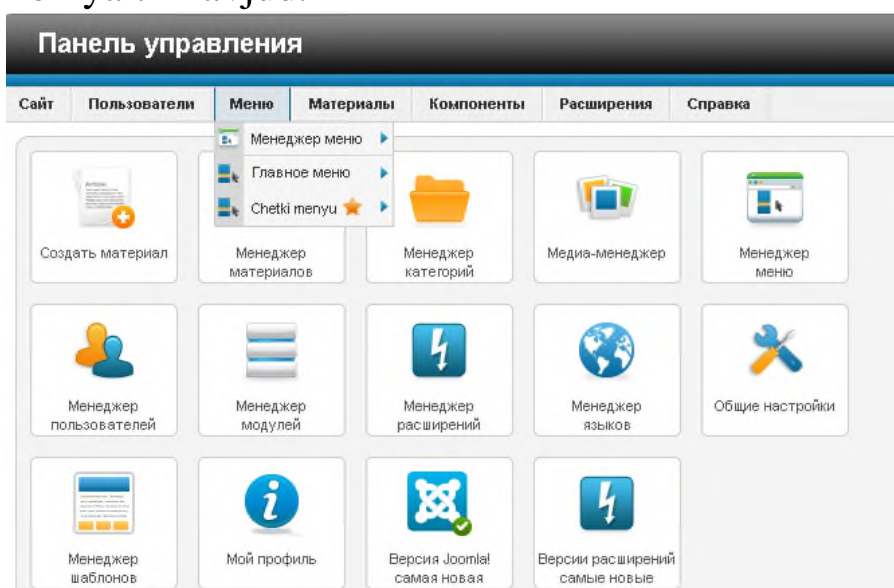 Панель управления
Сайт Пользователи Меню Материалы Компоненты Расширения Справка
Менеджер меню
Главное меню
Chetki menyu
Создать материал
Менеджер
материалов
Менеджер
категорий
Медиа-менеджер
Менеджер
меню
Менеджер
пользователей
Менеджер
модулей
Менеджер
расширений
Менеджер
языков
Общие настройки
Менеджер
шаблонов
Мой профиль
Версия Joomla!
самая новая
Версии расширений
самые новые